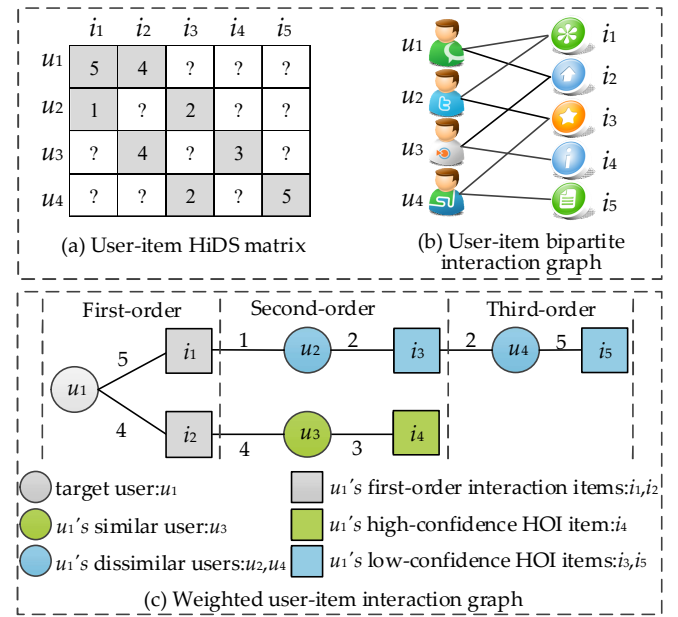 i1 i2 i3 i4 i5
u1 5 4 ? ? ?
u2 1 ? 2 ? ?
u3 ? 4 ? 3 ?
u4 ? ? 2 ? 5
(a) User-item HiDS matrix
u1 i1
u2 i2
u3 i3
i4
u4 i5
(b) User-item bipartite
interaction graph
First-order Second-order Third-order
5 i1 1 u2 2 i3 2 u4 5 i5
u1
4 i2 4 u3 3 i4
target user:u1
u1's first-order interaction items:i1,i2
u1's similar user:u3
u1's high-confidence HOI item:i4
u1's dissimilar users:u2,u4
u1's low-confidence HOI items:i3,i5
(c) Weighted user-item interaction graph